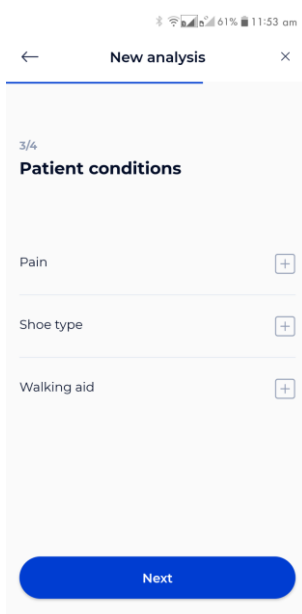 61% 11:53 am
New analysis
3/4
Patient conditions
Pain
Shoe type
Walking aid
Next